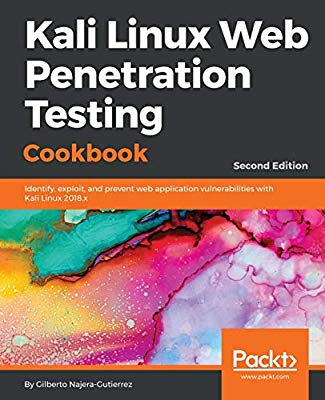 Kali Linux Web
Penetration
Testing
Cookbook
Second Edition
Identify, exploit, and prevent web application vulnerabilities with
Kali Linux 2018.x
Packt>
www.packt.com
By Gilberto Najera-Gutierrez